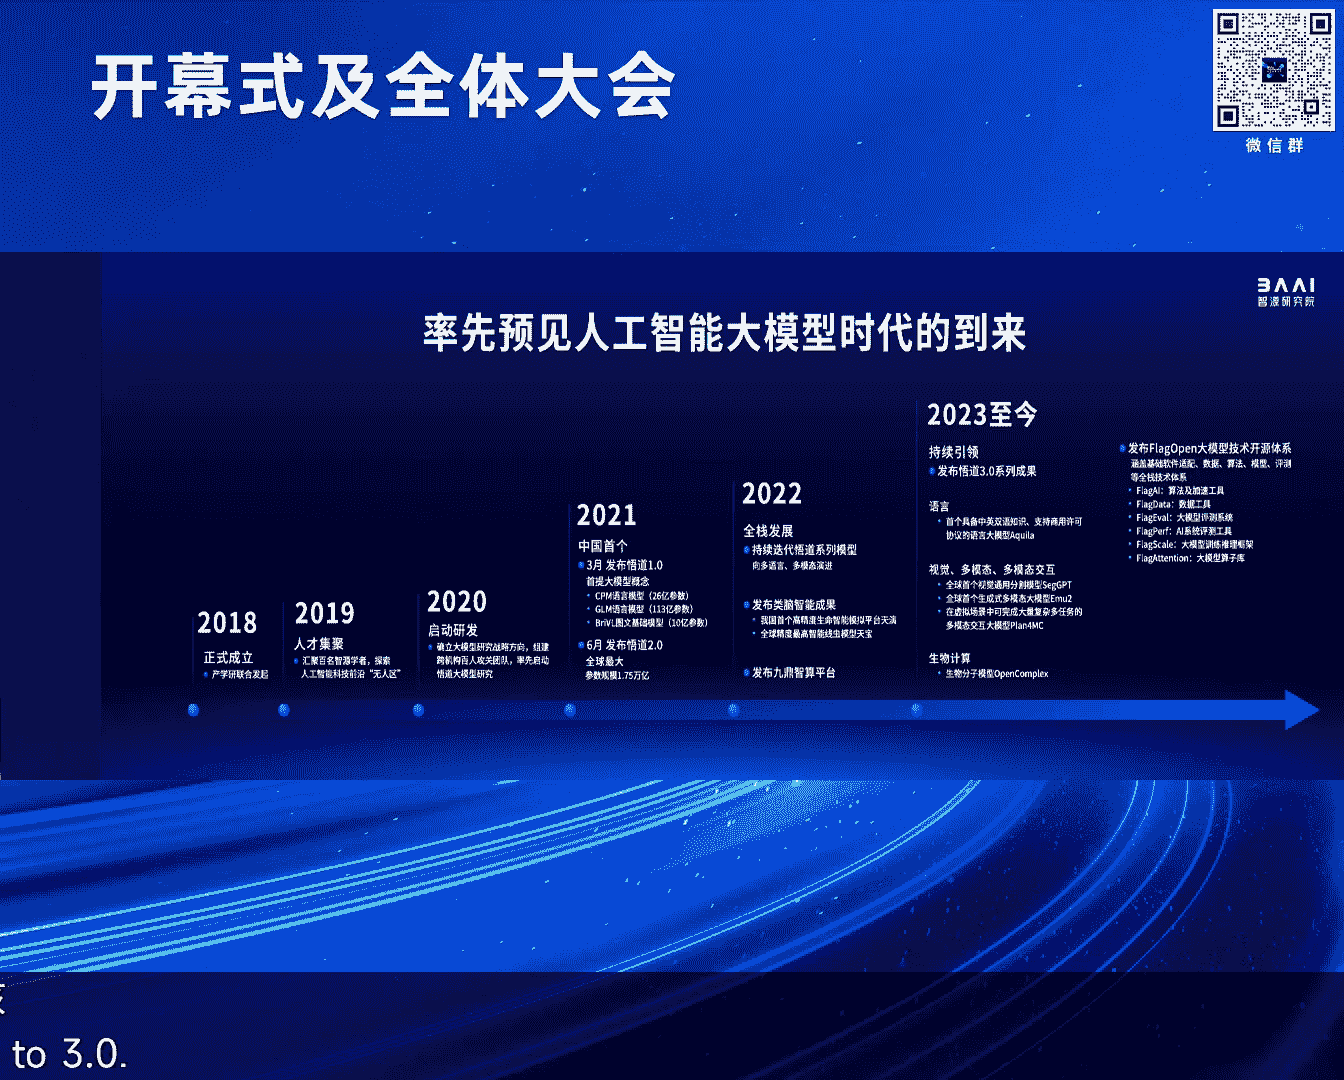 开幕式及全体大会
微信群
BAAI
智源研究院
率先预见人工智能大模型时代的到来
2018
正式成立
产学研联合发起
2019
人才集聚
汇聚百名智源学者，探索
人工智能科技前沿“无人区”
2020
启动研发
确立大模型研究战略方向，组建
跨机构百人攻关团队，率先启动
悟道大模型研究
2021
中国首个
3月 发布悟道1.0
首提大模型概念
CPM语言模型（26亿参数）
GLM语言模型（113亿参数）
BriVL图文基础模型（10亿参数）
6月 发布悟道2.0
全球最大
参数规模1.75万亿
2022
全栈发展
持续迭代悟道系列模型
向多语言、多模态演进
发布类脑智能成果
我国首个高精度生命智能模拟平台天演
全球精度最高智能线虫模型天宝
发布九鼎智算平台
2023至今
持续引领
发布悟道3.0系列成果
语言
首个具备中英双语知识、支持商用许可
协议的语言大模型Aquila
视觉、多模态、多模态交互
全球首个视觉通用分割模型SegGPT
全球首个生成式多模态大模型Emu2
在虚拟场景中可完成大量复杂多任务的
多模态交互大模型Plan4MC
生物计算
生物分子模型OpenComplex
发布FlagOpen大模型技术开源体系
涵盖基础软件适配、数据、算法、模型、评测
等全栈技术体系
FlagAI：算法及加速工具
FlagData：数据工具
FlagEval：大模型评测系统
FlagPerf：AI系统评测工具
FlagScale：大模型训练推理框架
FlagAttention：大模型算子库
to 3.0.